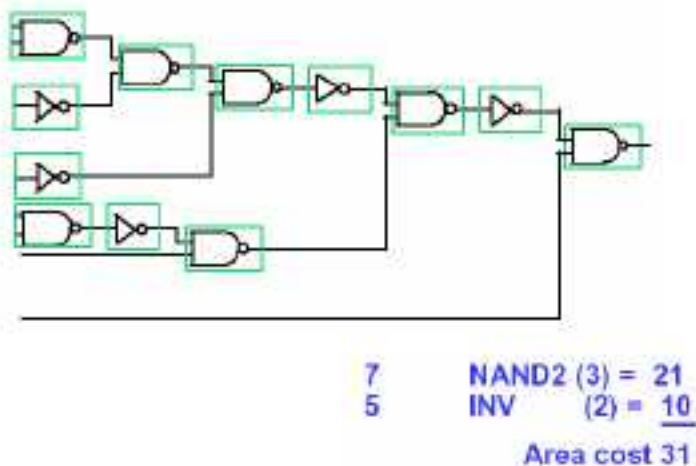 7 NAND2 (3) = 21
5 INV (2) = 10
Area cost 31